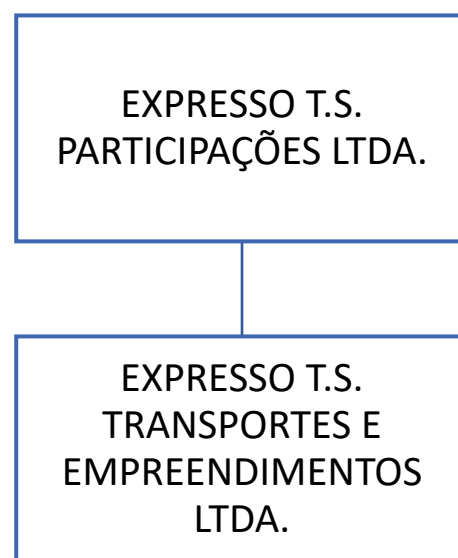 EXPRESSO T.S.
PARTICIPAÇÕES LTDA.
EXPRESSO T.S.
TRANSPORTES E
EMPREENDIMENTOS
LTDA.